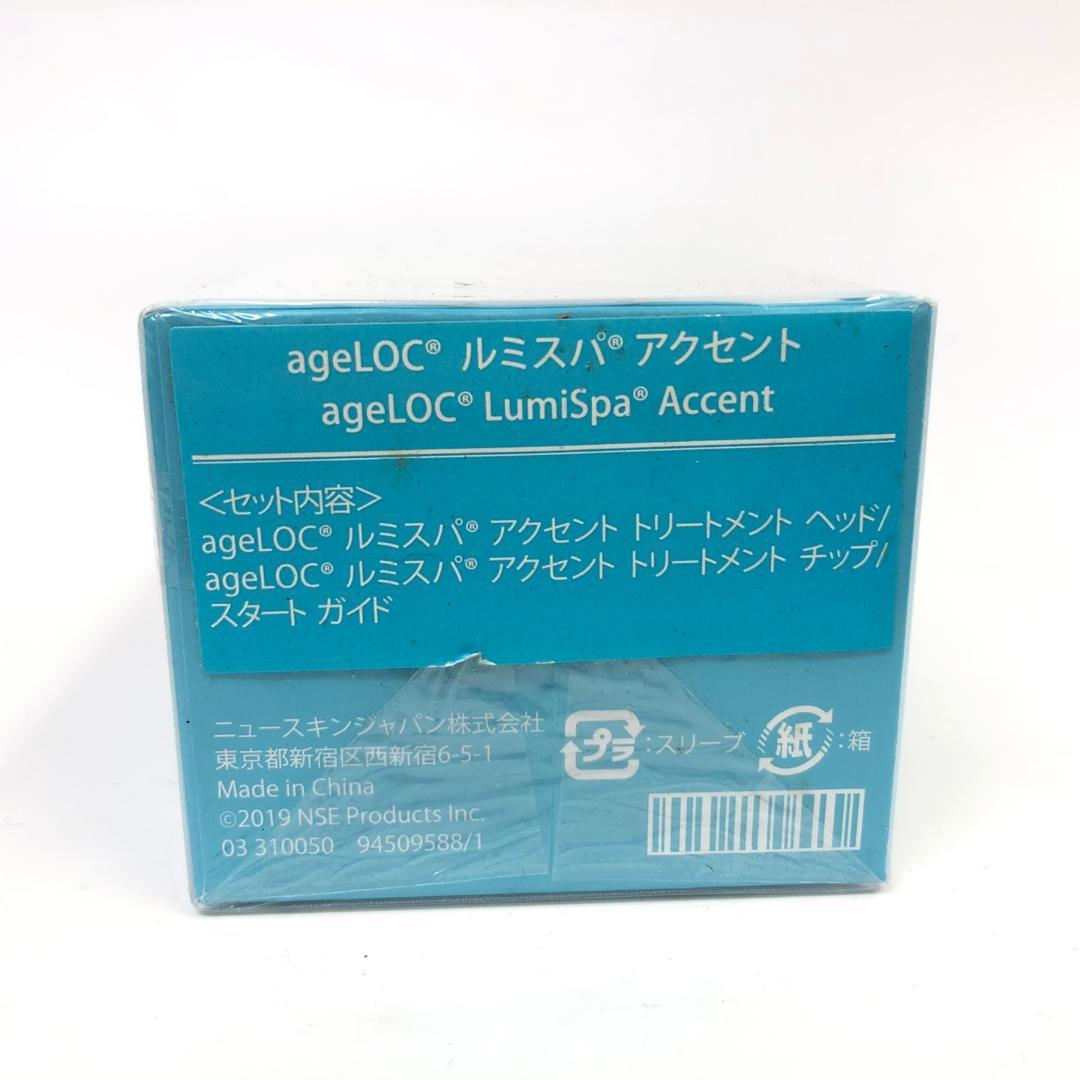 ageLOC® ルミスパ® アクセント
ageLOC® LumiSpa® Accent
＜セット内容＞
ageLOC® ルミスパ® アクセント トリートメント ヘッド/
ageLOC® ルミスパ® アクセント トリートメント チップ/
スタート ガイド
ニュースキンジャパン株式会社
東京都新宿区西新宿6-5-1
Made in China
©2019 NSE Products Inc.
03 310050 94509588/1
プラ:スリーブ
紙:箱